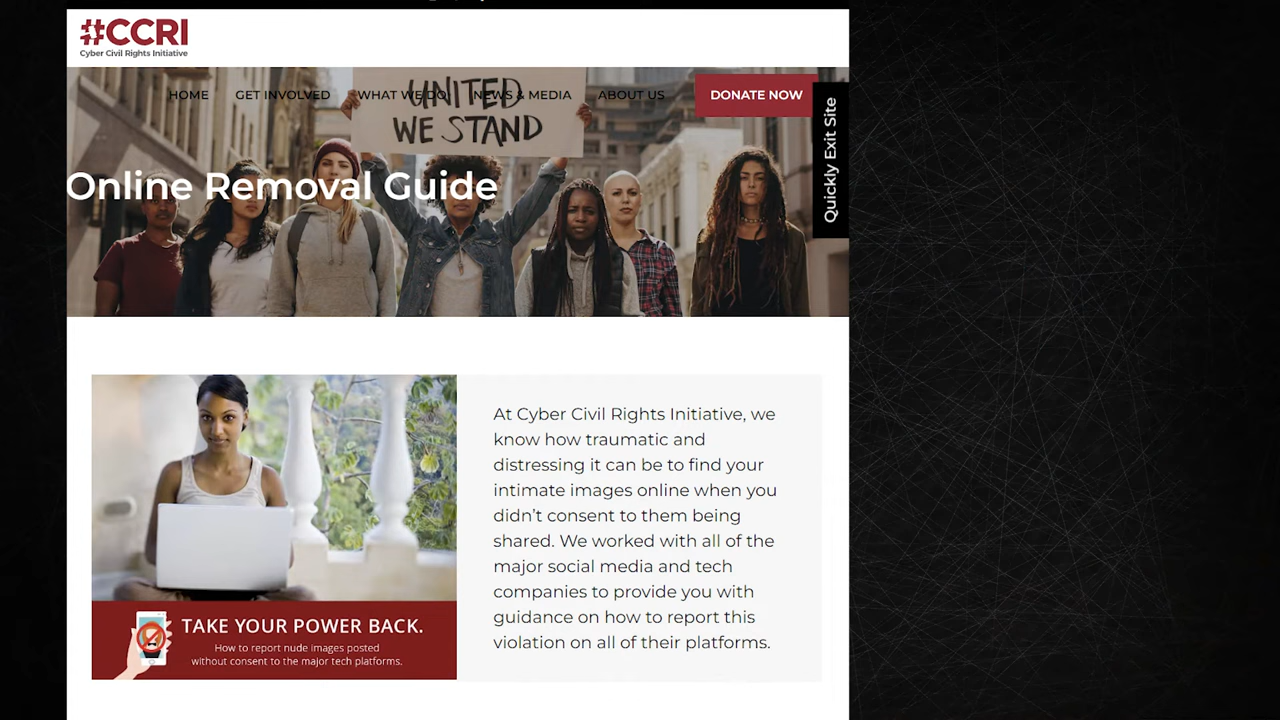 #CCRI
Cyber Civil Rights Initiative
UNITED
WE STAND
HOME GET INVOLVED WHAT WE DO NEWS & MEDIA ABOUT US DONATE NOW
Quickly Exit Site
Online Removal Guide
At Cyber Civil Rights Initiative, we
know how traumatic and
distressing it can be to find your
intimate images online when you
didn't consent to them being
shared. We worked with all of the
major social media and tech
companies to provide you with
guidance on how to report this
violation on all of their platforms.
TAKE YOUR POWER BACK.
How to report nude images posted
without consent to the major tech platforms.